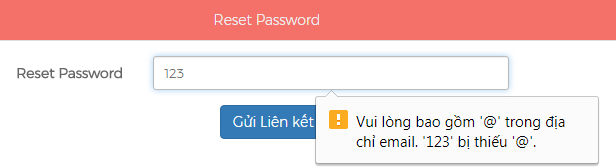 Reset Password
Reset Password
123
Gửi Liên kết
Vui lòng bao gồm '@' trong địa
chỉ email. '123' bị thiếu '@'.